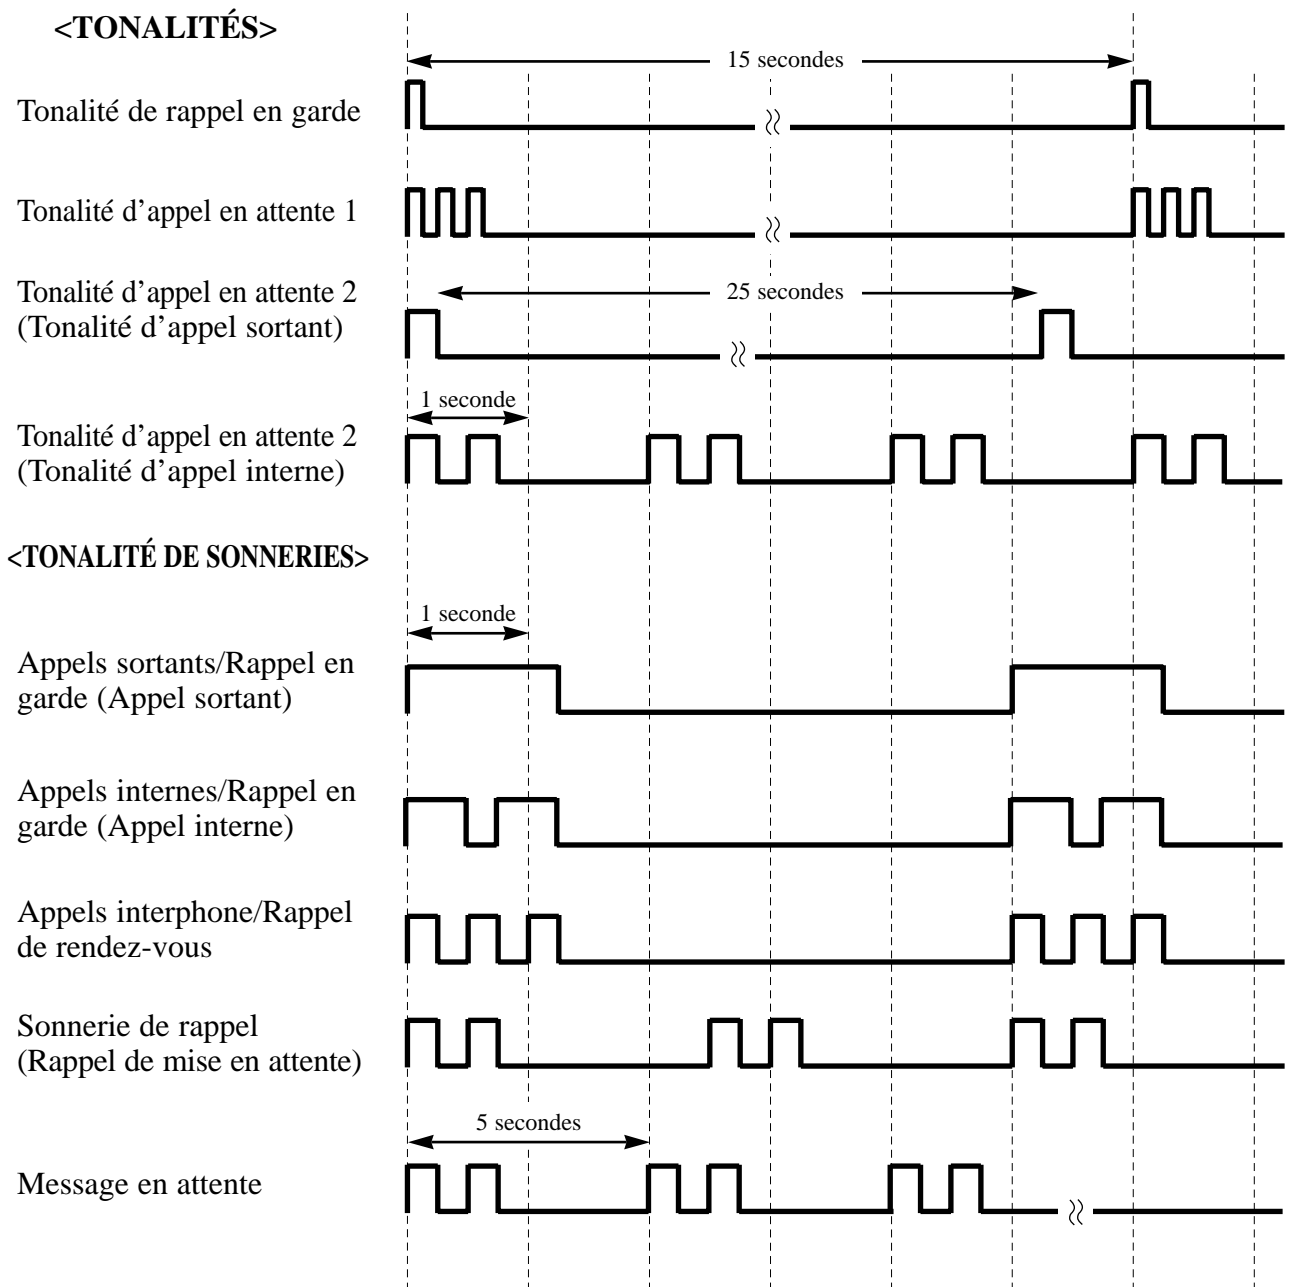 <TONALITÉS>
15 secondes
Tonalité de rappel en garde
Tonalité d'appel en attente 1
Tonalité d'appel en attente 2
(Tonalité d'appel sortant)
25 secondes
1 seconde
Tonalité d'appel en attente 2
(Tonalité d'appel interne)
<TONALITÉ DE SONNERIES>
1 seconde
Appels sortants/Rappel en
garde (Appel sortant)
Appels internes/Rappel en
garde (Appel interne)
Appels interphone/Rappel
de rendez-vous
Sonnerie de rappel
(Rappel de mise en attente)
5 secondes
Message en attente